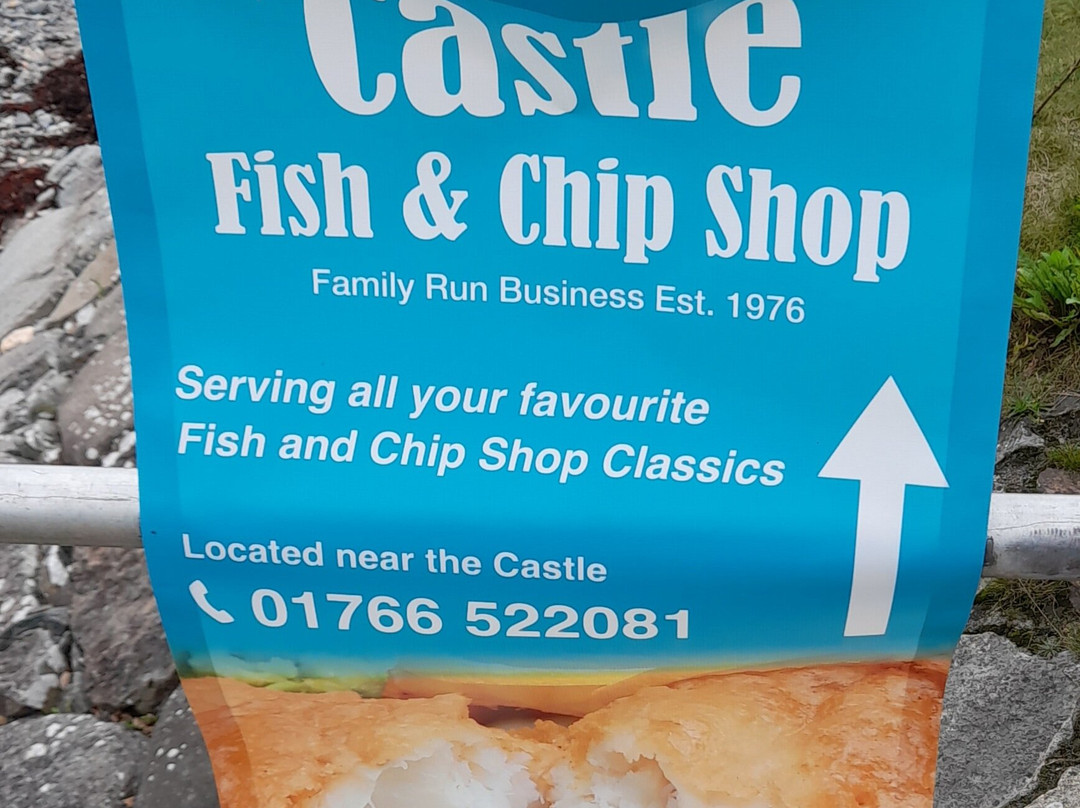 Castle
Fish & Chip Shop
Family Run Business Est. 1976
Serving all your favourite
Fish and Chip Shop Classics
Located near the Castle
01766 522081